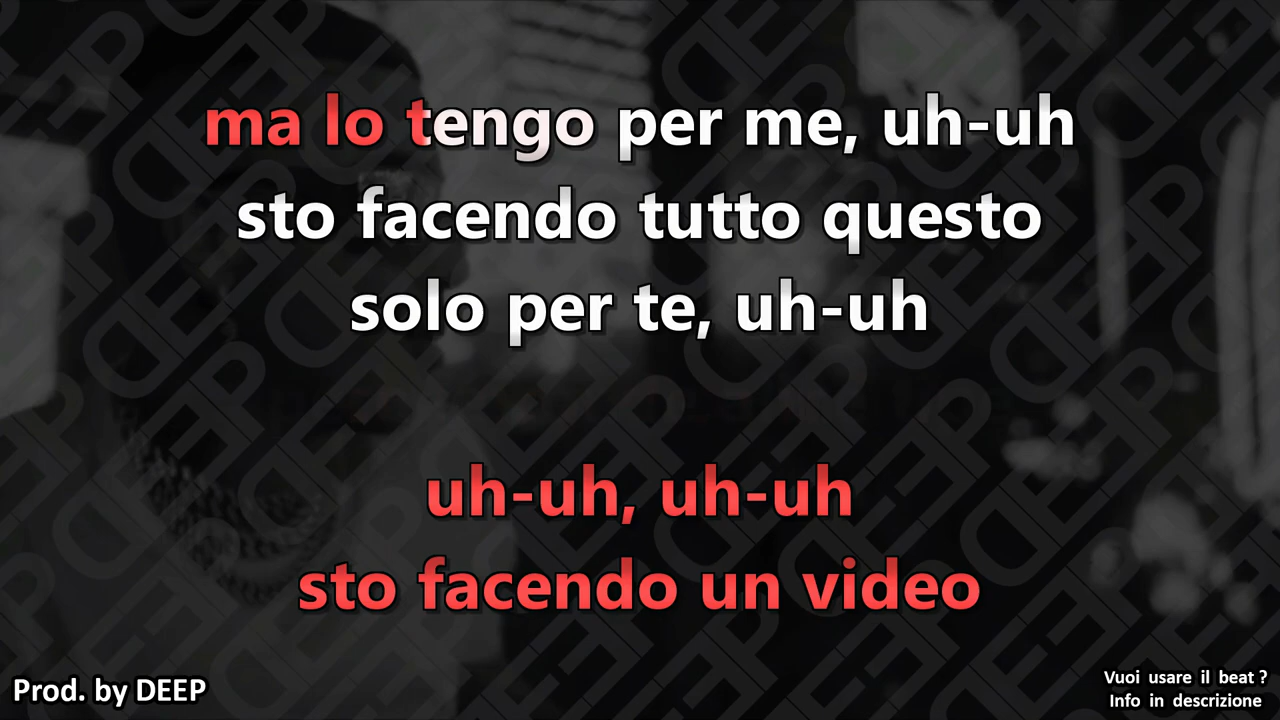 ma lo tengo per me, uh-uh
sto facendo tutto questo
solo per te, uh-uh
uh-uh, uh-uh
sto facendo un video
Prod. by DEEP
Vuoi usare il beat ?
Info in descrizione